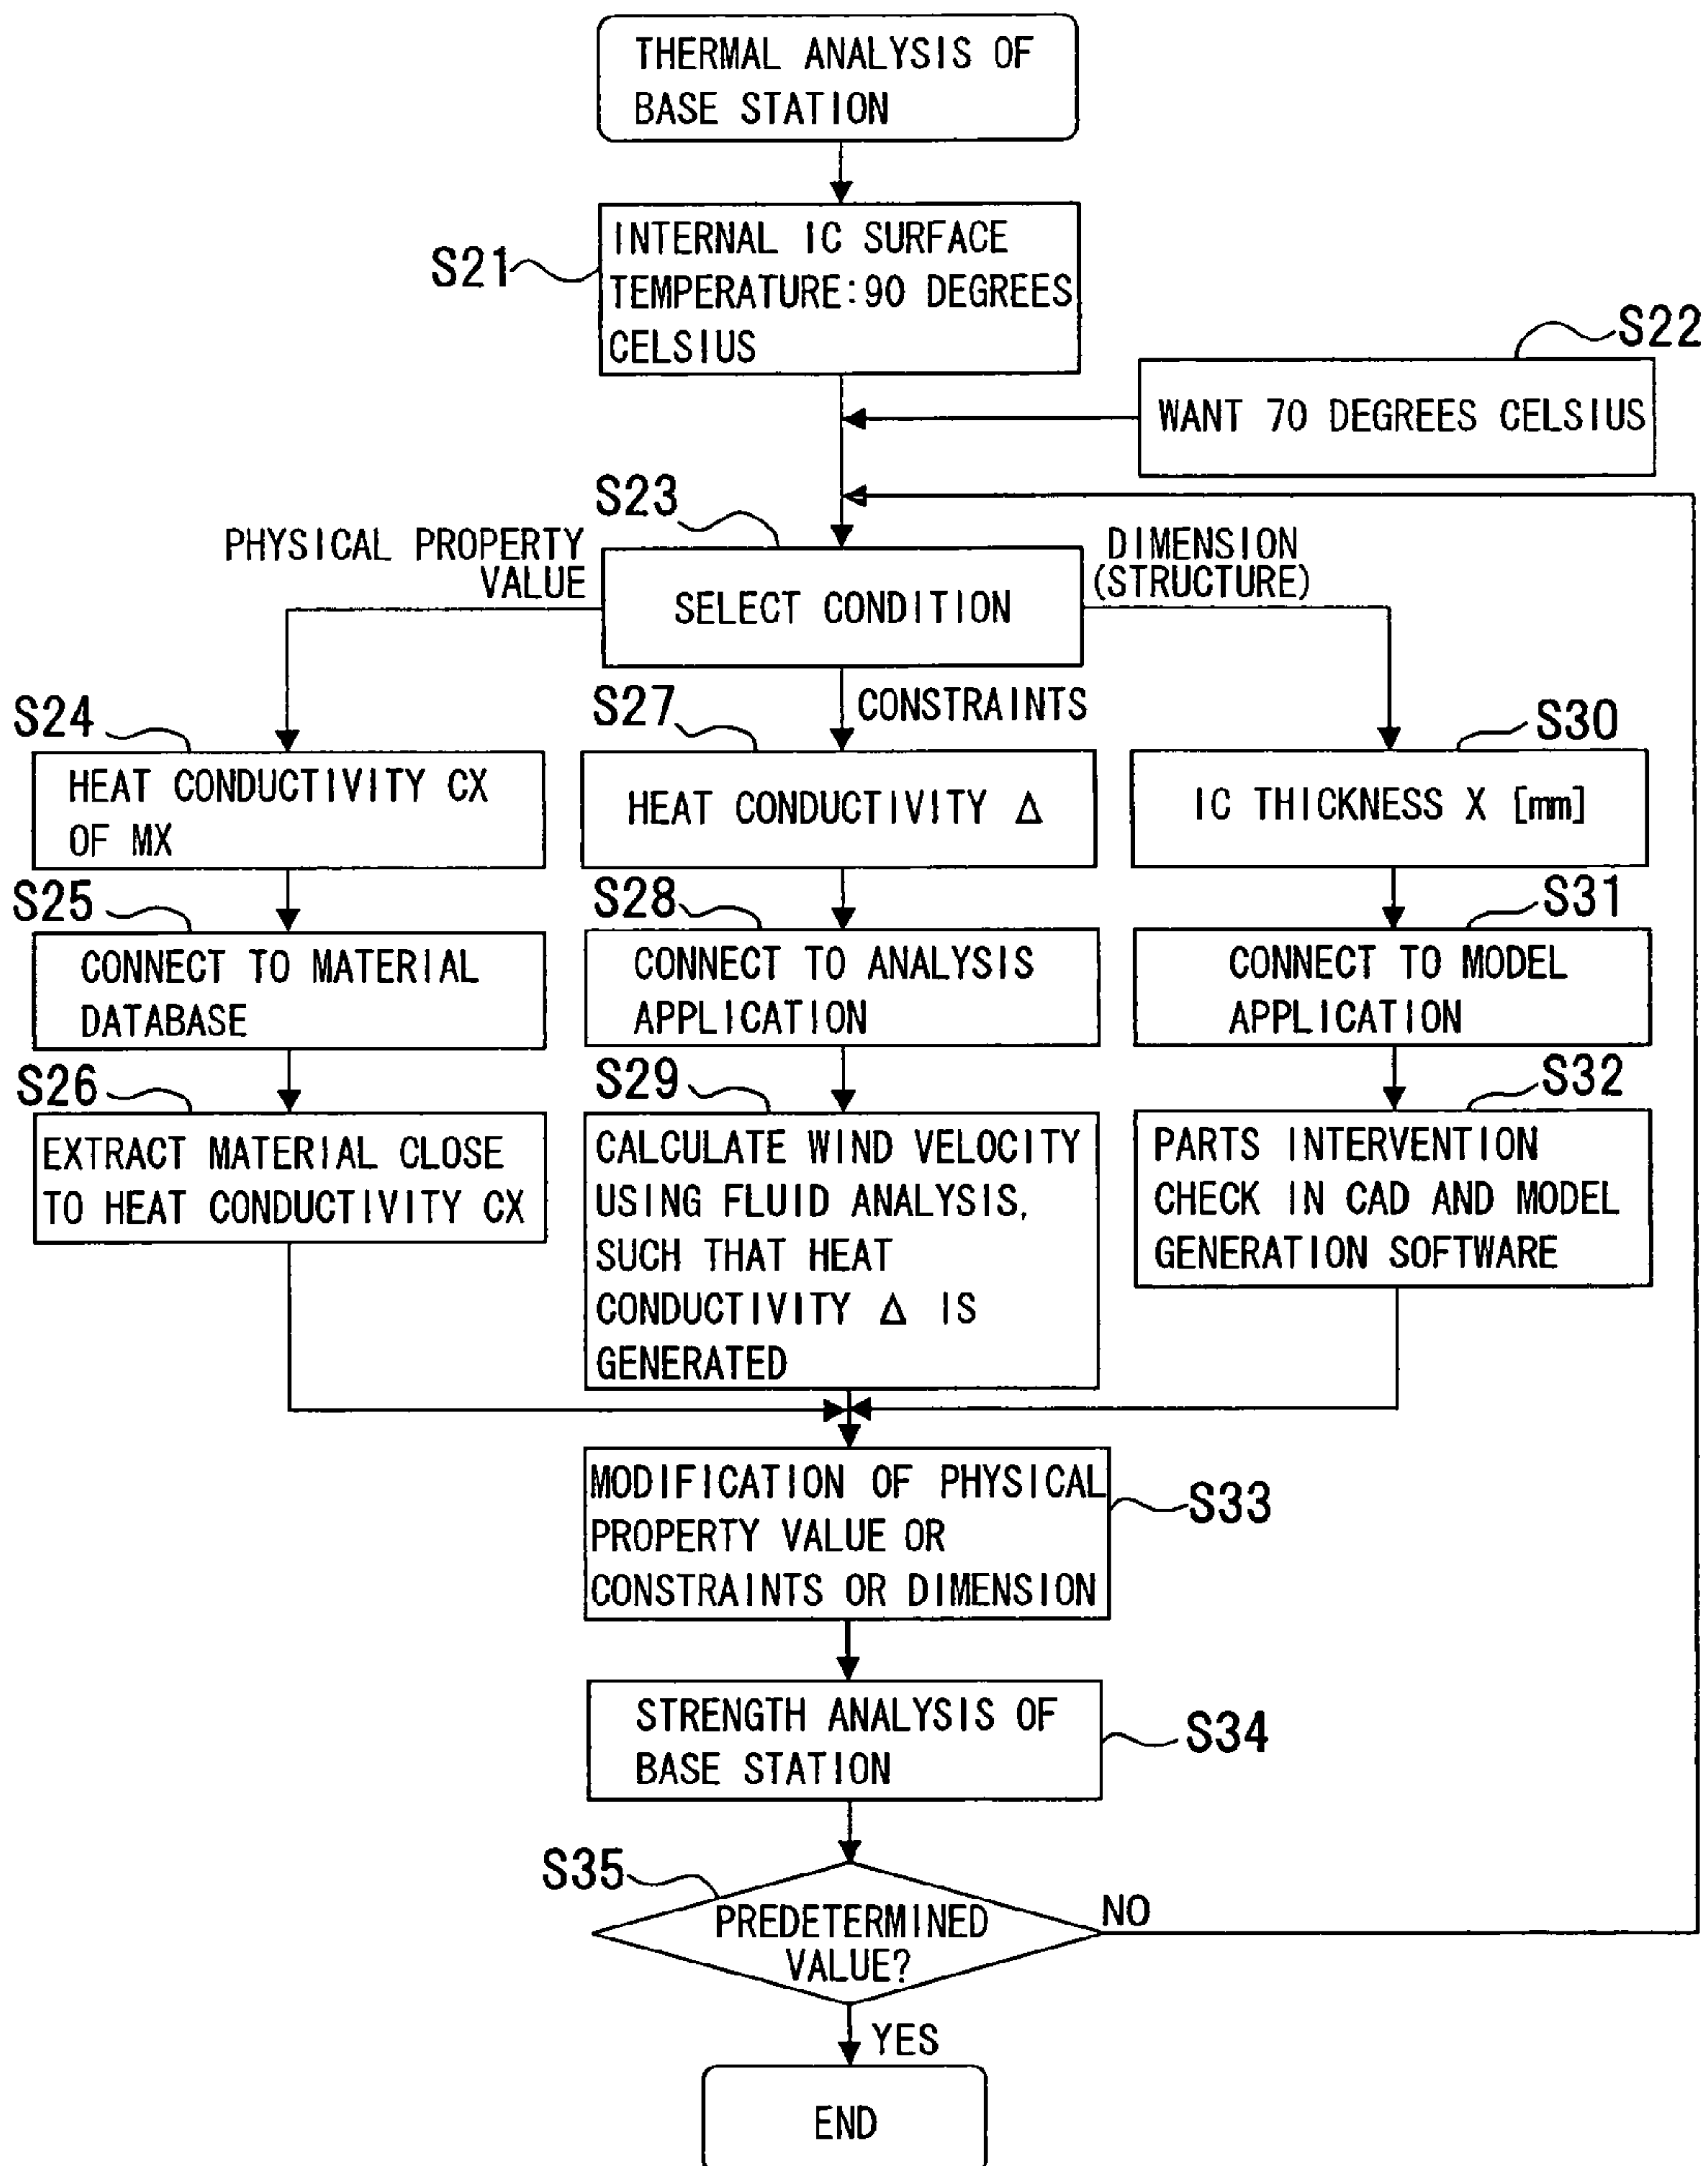 THERMAL ANALYSIS OF
BASE STATION
S21
INTERNAL IC SURFACE
TEMPERATURE:90 DEGREES
CELSIUS
S22
WANT 70 DEGREES CELSIUS
S23
PHYSICAL PROPERTY
VALUE
SELECT CONDITION
DIMENSION
(STRUCTURE)
CONSTRAINTS
S24
HEAT CONDUCTIVITY CX
OF MX
S27
HEAT CONDUCTIVITY Δ
S30
IC THICKNESS X [mm]
S25
CONNECT TO MATERIAL
DATABASE
S28
CONNECT TO ANALYSIS
APPLICATION
S31
CONNECT TO MODEL
APPLICATION
S26
EXTRACT MATERIAL CLOSE
TO HEAT CONDUCTIVITY CX
S29
CALCULATE WIND VELOCITY
USING FLUID ANALYSIS,
SUCH THAT HEAT
CONDUCTIVITY Δ IS
GENERATED
S32
PARTS INTERVENTION
CHECK IN CAD AND MODEL
GENERATION SOFTWARE
MODIFICATION OF PHYSICAL
PROPERTY VALUE OR
CONSTRAINTS OR DIMENSION
S33
STRENGTH ANALYSIS OF
BASE STATION
S34
S35
PREDETERMINED
VALUE?
NO
YES
END